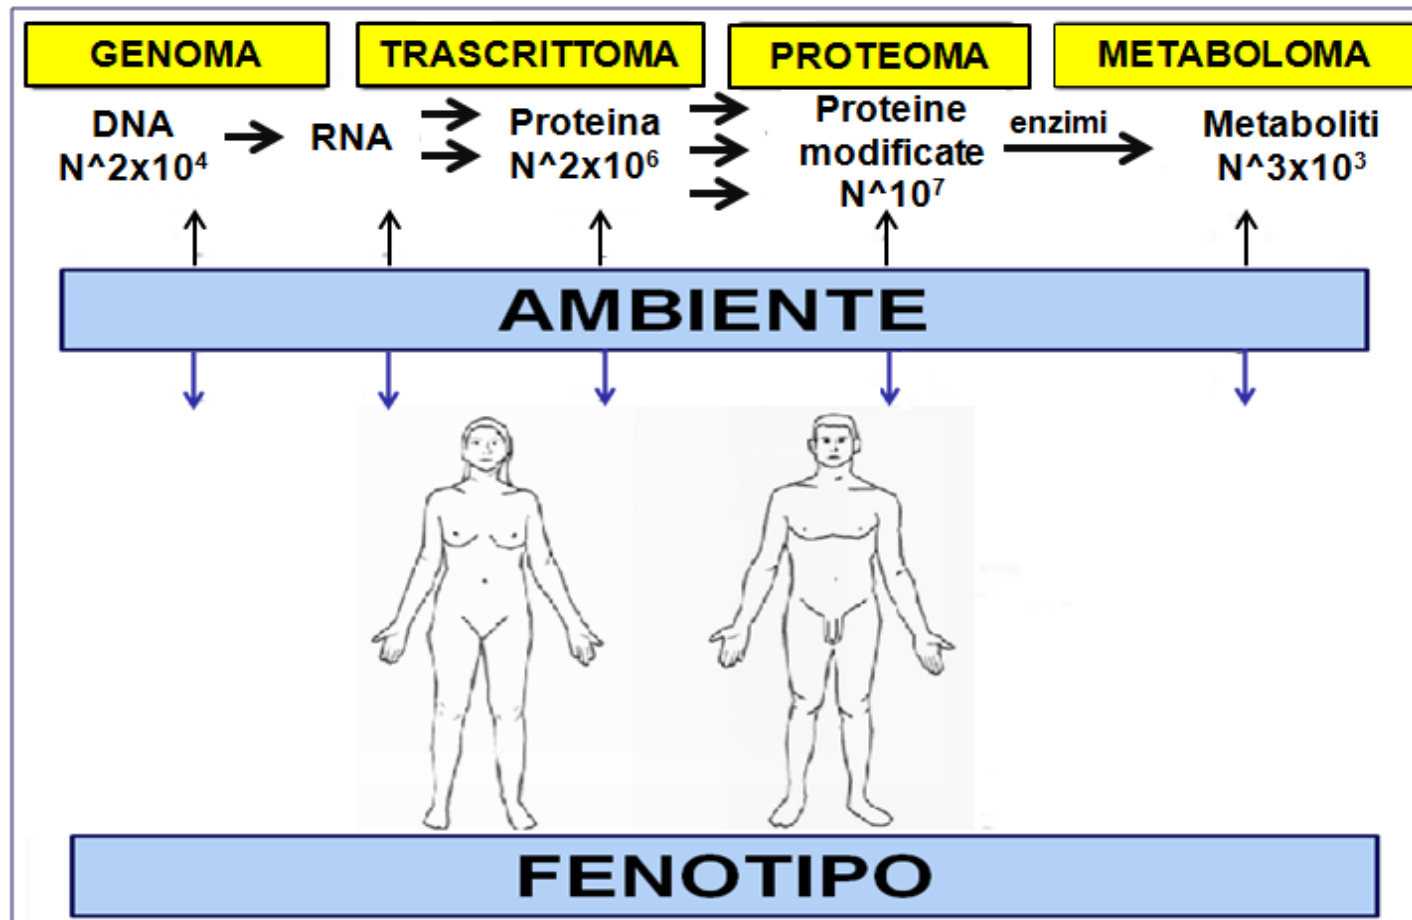 GENOMA
TRASCRITTOMA
PROTEOMA
METABOLOMA
DNA
N^2x10⁴
RNA
Proteina
N^2x10⁶
Proteine
modificate
N^10⁷
enzimi
Metaboliti
N^3x10³
AMBIENTE
FENOTIPO